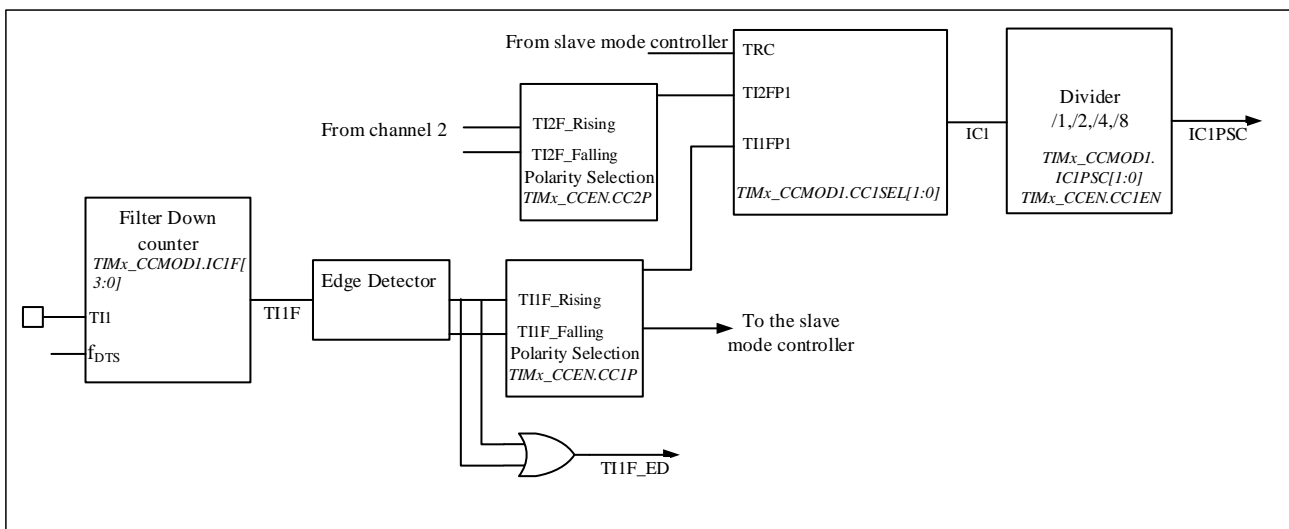 From slave mode controller
TRC
TI2FP1
TI1FP1
TIMx_CCMOD1.CC1SEL[1:0]
IC1
Divider
/1,/2,/4,/8
TIMx_CCMOD1.
IC1PSC[1:0]
TIMx_CCEN.CC1EN
IC1PSC
From channel 2
TI2F_Rising
TI2F_Falling
Polarity Selection
TIMx_CCEN.CC2P
Filter Down
counter
TIMx_CCMOD1.IC1F[
3:0]
TI1
fDTS
TI1F
Edge Detector
TI1F_Rising
TI1F_Falling
Polarity Selection
TIMx_CCEN.CC1P
To the slave
mode controller
TI1F_ED